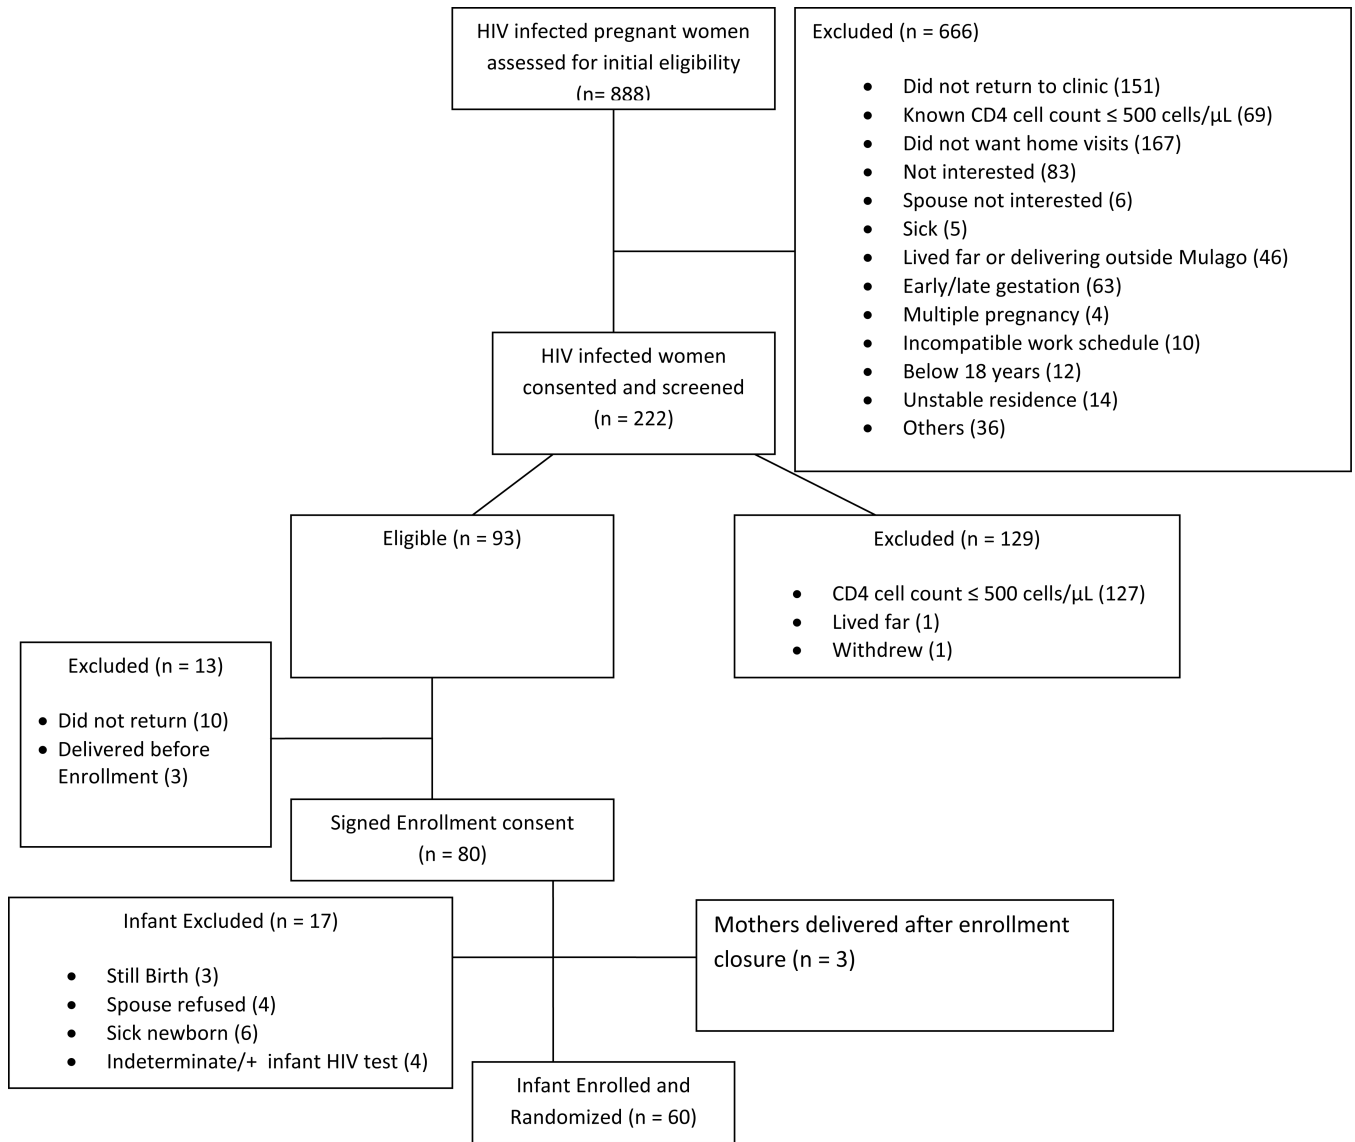 HIV infected pregnant women
assessed for initial eligibility
(n= 888)
Excluded (n = 666)
• Did not return to clinic (151)
• Known CD4 cell count ≤ 500 cells/µL (69)
• Did not want home visits (167)
• Not interested (83)
• Spouse not interested (6)
• Sick (5)
• Lived far or delivering outside Mulago (46)
• Early/late gestation (63)
• Multiple pregnancy (4)
• Incompatible work schedule (10)
• Below 18 years (12)
• Unstable residence (14)
• Others (36)
HIV infected women
consented and screened
(n = 222)
Eligible (n = 93)
Excluded (n = 129)
• CD4 cell count ≤ 500 cells/µL (127)
• Lived far (1)
• Withdrew (1)
Excluded (n = 13)
• Did not return (10)
• Delivered before
Enrollment (3)
Signed Enrollment consent
(n = 80)
Infant Excluded (n = 17)
• Still Birth (3)
• Spouse refused (4)
• Sick newborn (6)
• Indeterminate/+  infant HIV test (4)
Mothers delivered after enrollment
closure (n = 3)
Infant Enrolled and
Randomized (n = 60)